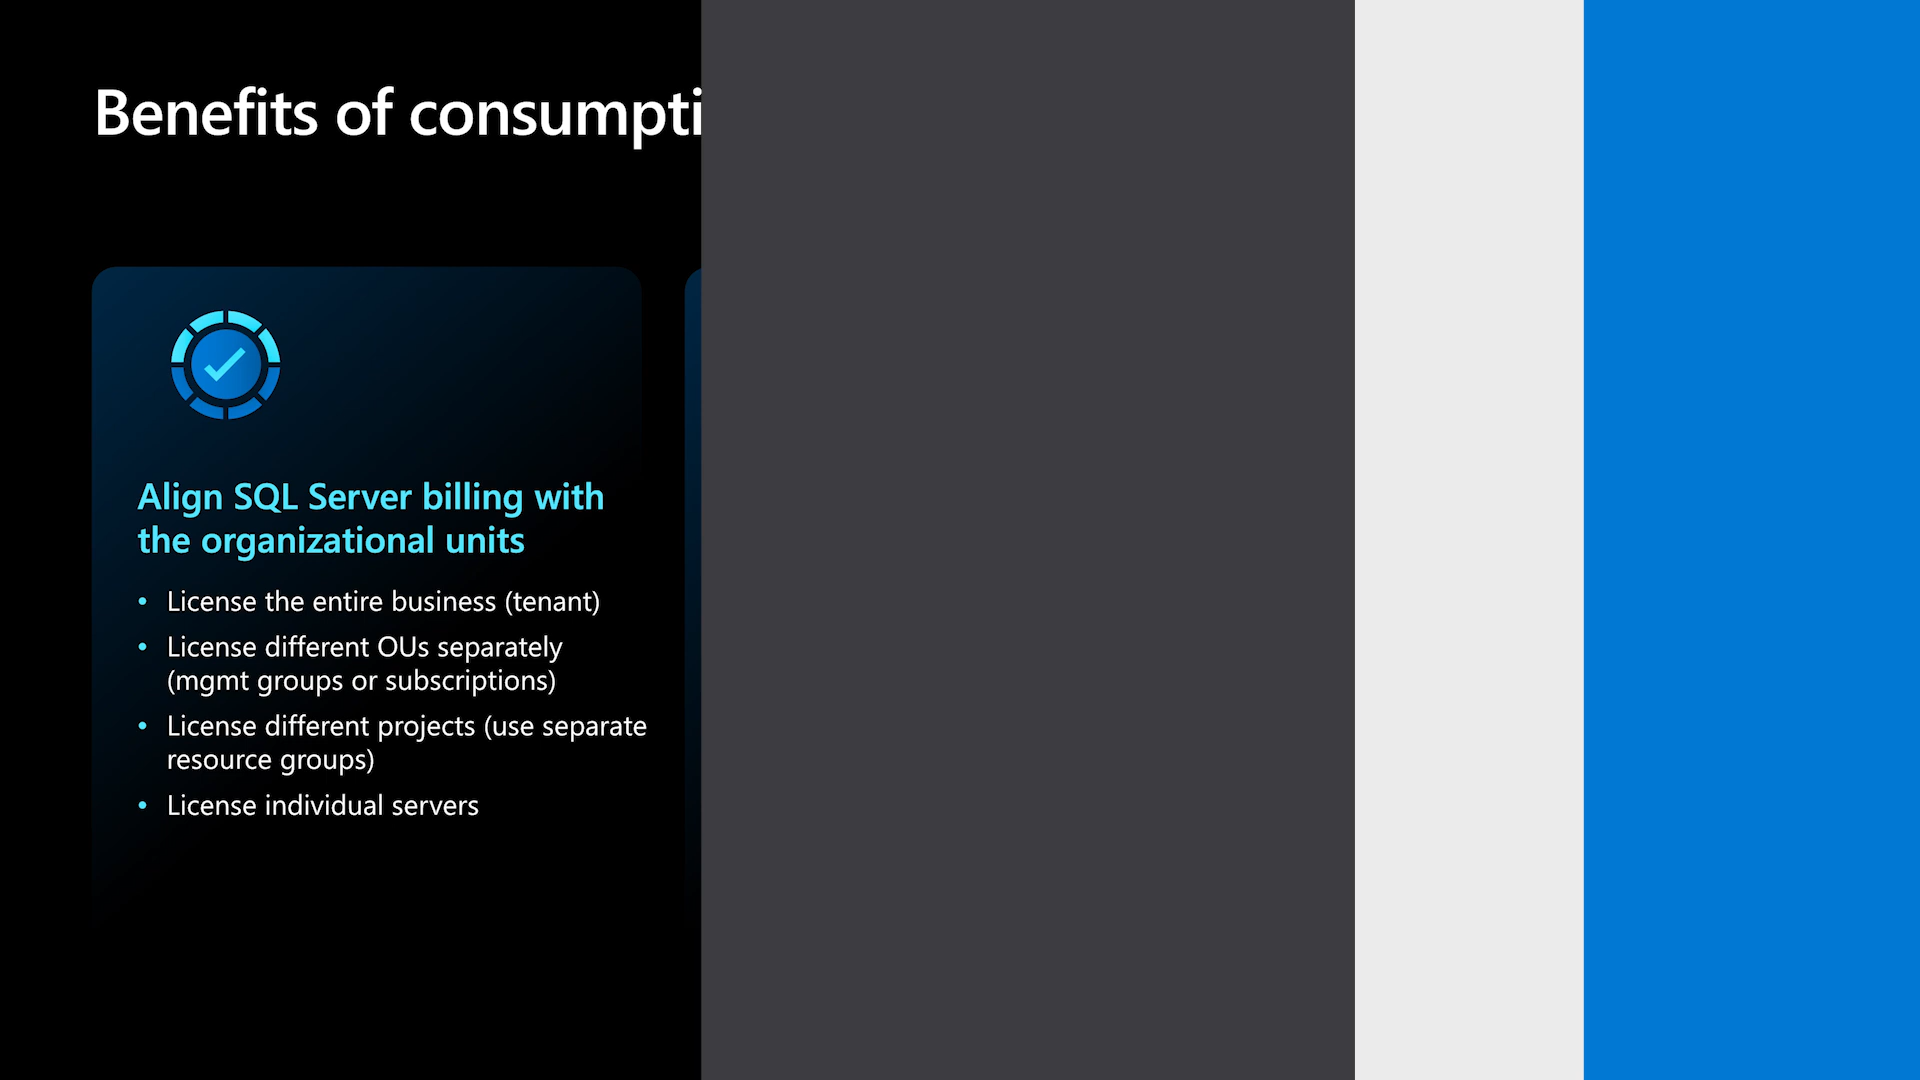 Benefits of consumpti
Align SQL Server billing with
the organizational units
• License the entire business (tenant)
• License different OUs separately
(mgmt groups or subscriptions)
• License different projects (use separate
resource groups)
• License individual servers